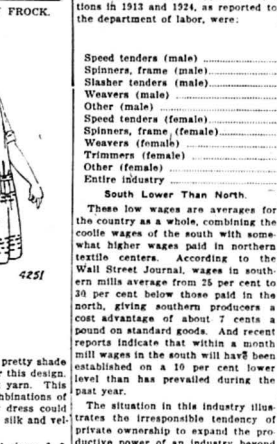 FROCK.
4251
pretty shade
this design.
yarn. This
mbinations of
dress could
silk and vel-
tions in 1913 and 1924, as reported to
the department of labor, were:
Speed tenders (male)
Spinners, frame (male)
Slasher tenders (male)
Weavers (male)
Other (male)
Speed tenders (female)
Spinners, frame (female)
Weavers (female)
Trimmers (female)
Other (female)
Entire industry
South Lower Than North.
These low wages are averages for
the country as a whole, combining the
coolie wages of the south with some-
what higher wages paid in northern
textile centers. According to the
Wall Street Journal, wages in south-
ern mills average from 25 per cent to
30 per cent below those paid in the
north, giving southern producers a
cost advantage of about 7 cents a
pound on standard goods. And recent
reports indicate that within a month
mill wages in the south will have been
established on a 10 per cent lower
level than has prevailed during the
past year.
The situation in this industry illus-
trates the irresponsible tendency of
private ownership to expand the pro-
ductive power of an industry beyond